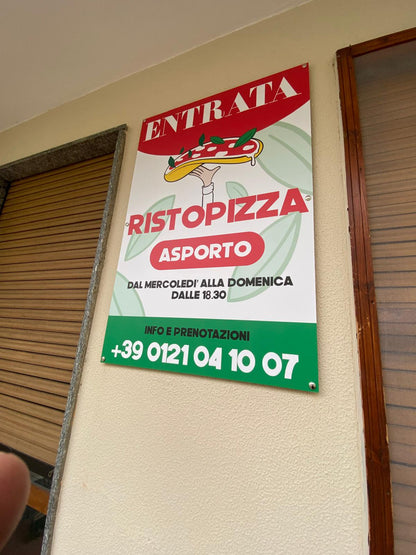 ENTRATA
RISTOPIZZA
ASPORTO
DAL MERCOLEDI' ALLA DOMENICA
DALLE 18.30
INFO E PRENOTAZIONI
+39 0121 04 10 07